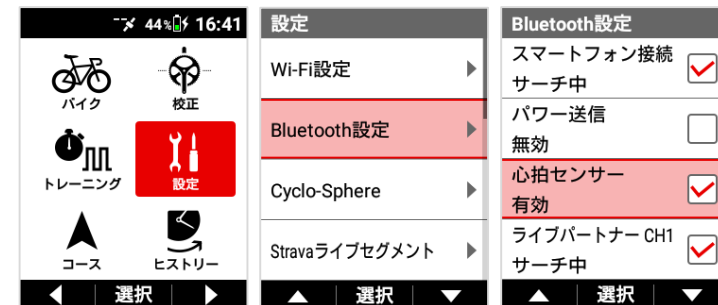 44% 16:41
バイク
校正
トレーニング
設定
コース
ヒストリー
選択
設定
Wi-Fi設定
Bluetooth設定
Cyclo-Sphere
Stravaライブセグメント
選択
Bluetooth設定
スマートフォン接続
サーチ中
パワー送信
無効
心拍センサー
有効
ライブパートナー CH1
サーチ中
選択